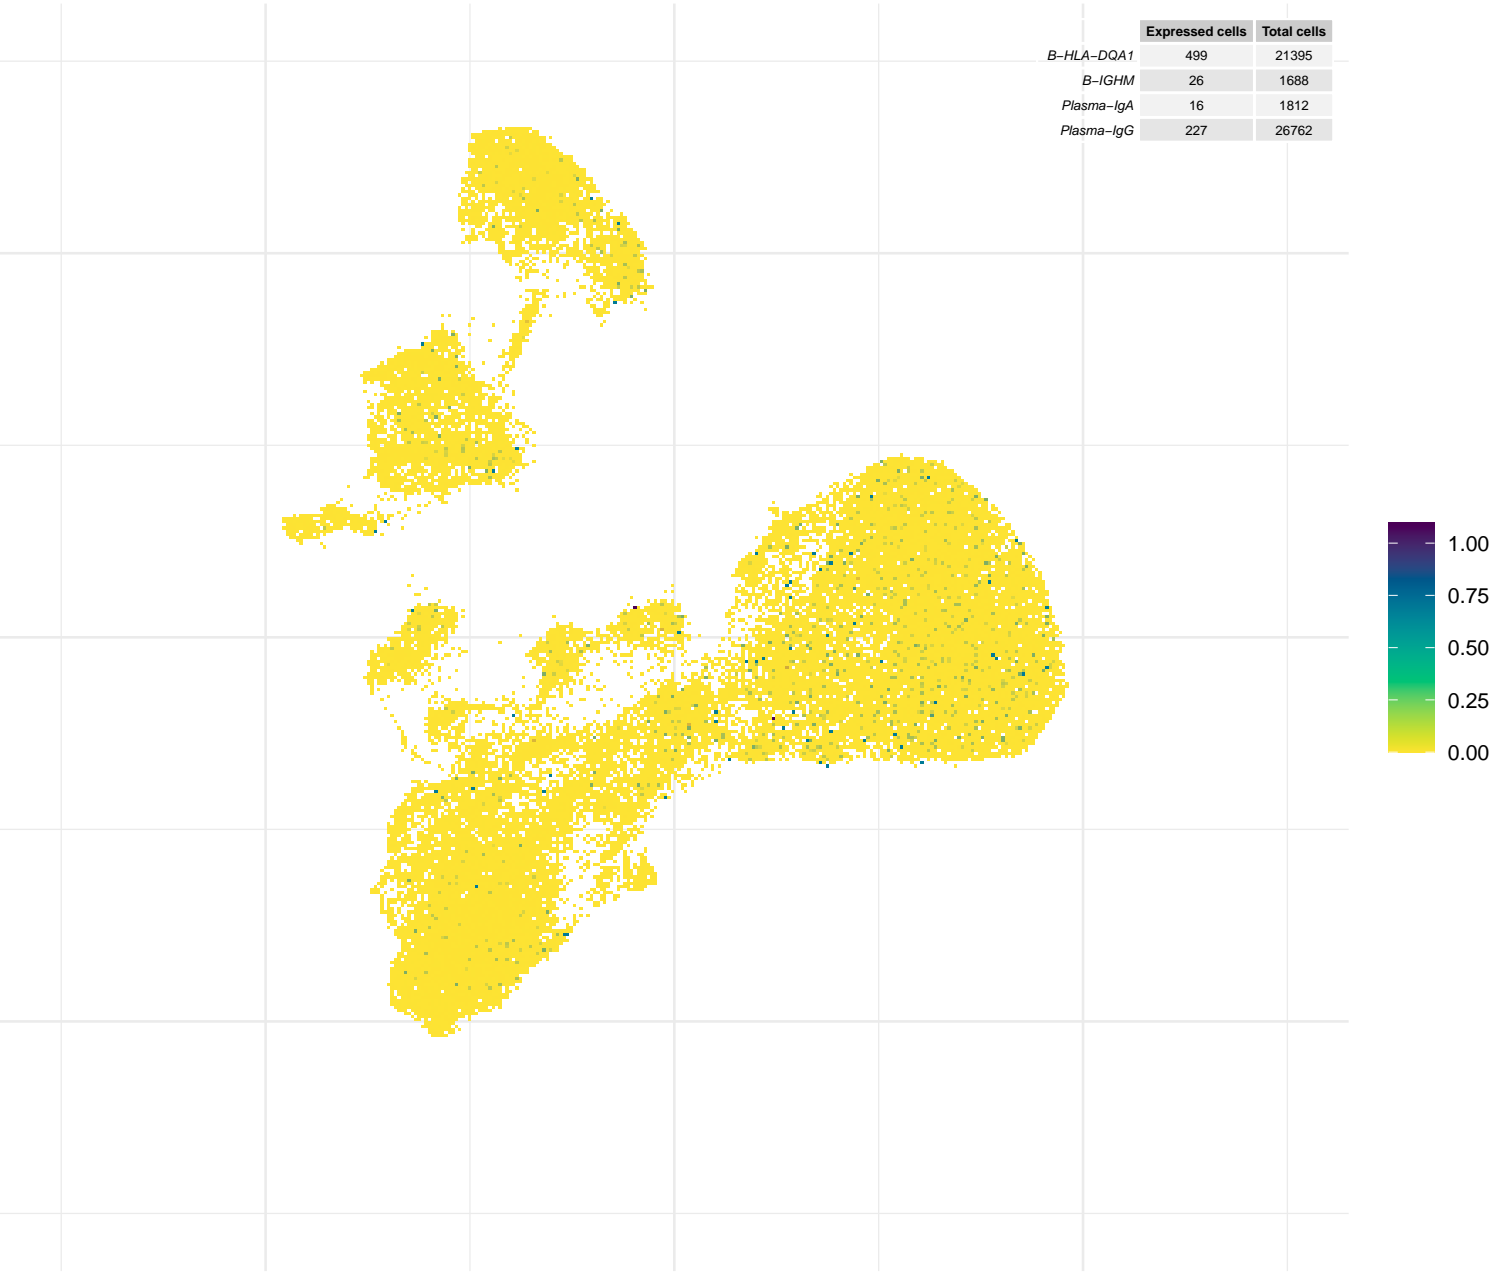 Expressed cells Total cells
B−HLA−DQA1 499 21395
B−IGHM 26 1688
Plasma−IgA 16 1812
Plasma−IgG 227 26762
1.00
0.75
0.50
0.25
0.00